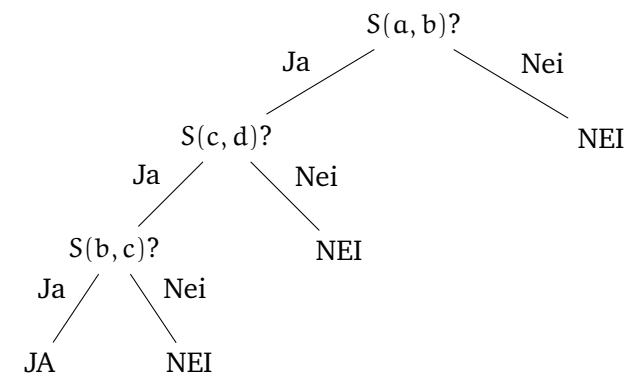 S(a, b)?
Ja
Nei
S(c, d)?
NEI
Ja
Nei
S(b, c)?
NEI
Ja
Nei
JA
NEI